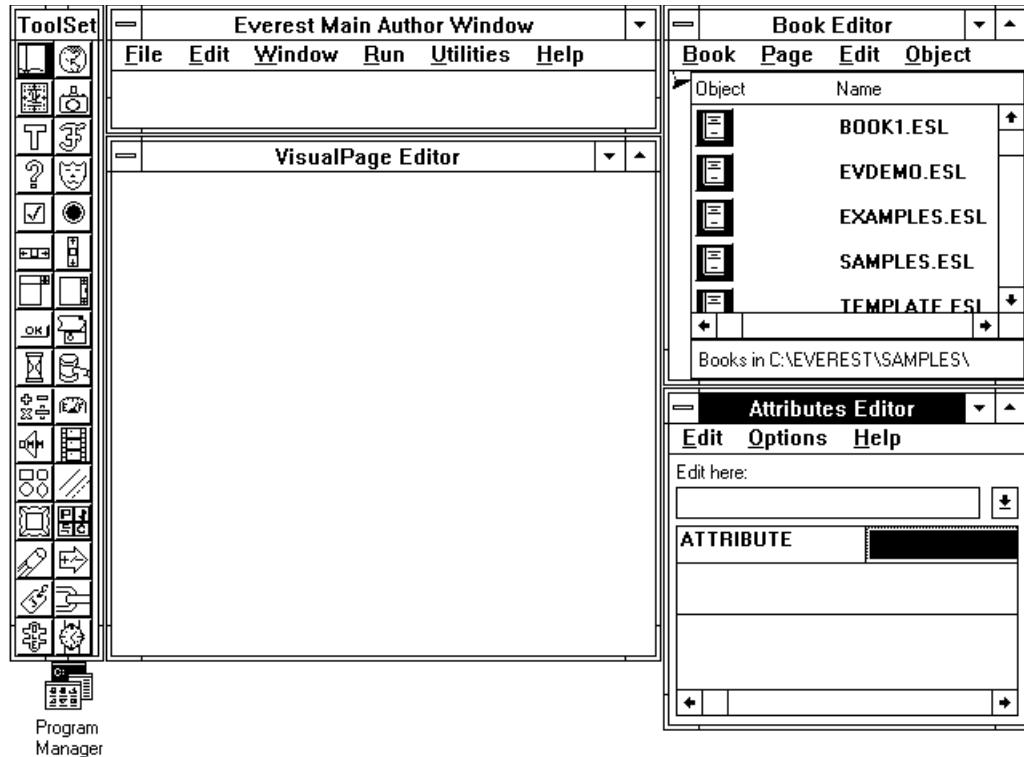 ToolSet
Everest Main Author Window
File Edit Window Run Utilities Help
VisualPage Editor
T
?
OK
Book Editor
Book Page Edit Object
Object Name
BOOK1.ESL
EVDEMO.ESL
EXAMPLES.ESL
SAMPLES.ESL
TEMPLATE.ESL
Books in C:\EVEREST\SAMPLES\
Attributes Editor
Edit Options Help
Edit here:
ATTRIBUTE
C:
Program
Manager